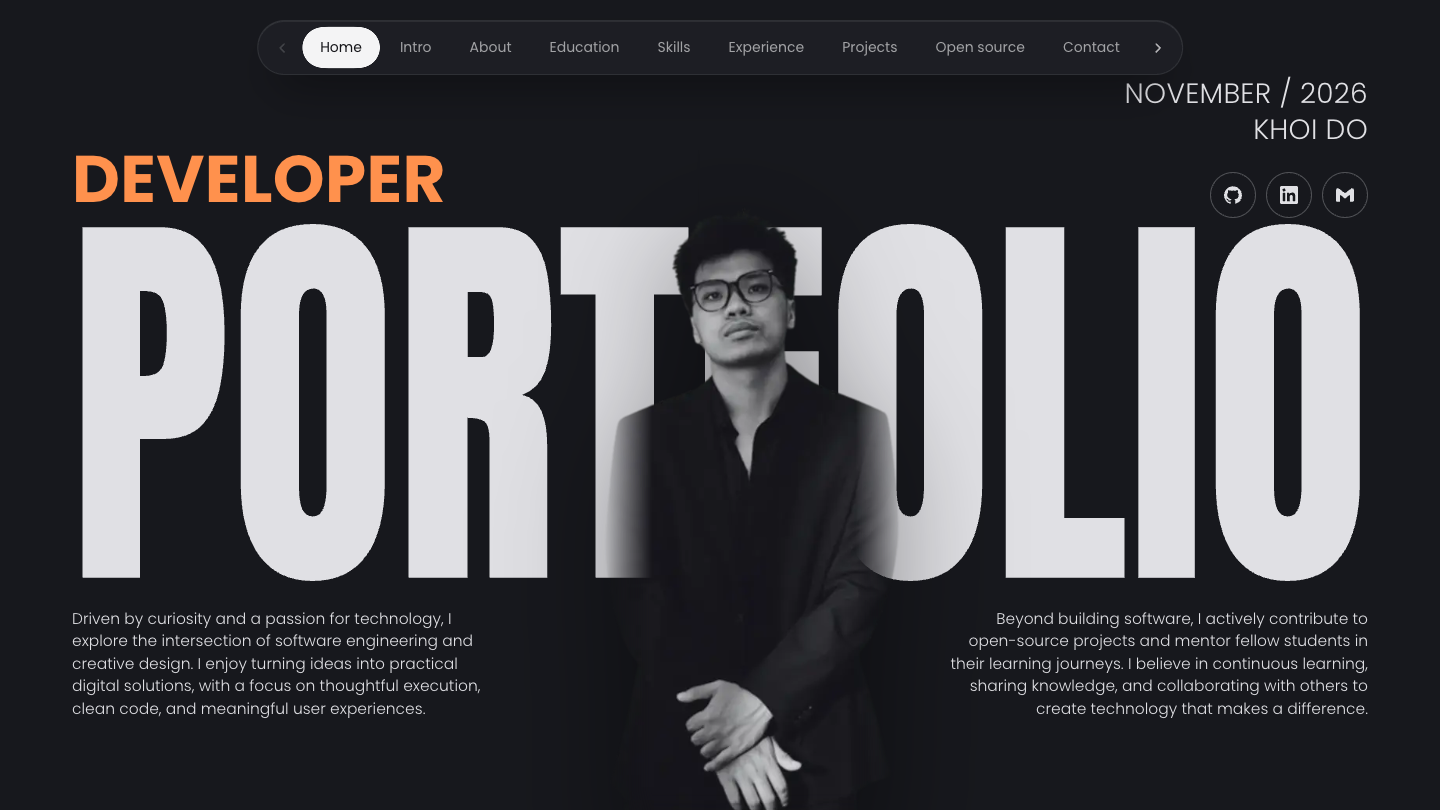 Home Intro About Education Skills Experience Projects Open source Contact
NOVEMBER / 2026
KHOI DO
DEVELOPER
PORTFOLIO
Driven by curiosity and a passion for technology, I
explore the intersection of software engineering and
creative design. I enjoy turning ideas into practical
digital solutions, with a focus on thoughtful execution,
clean code, and meaningful user experiences.
Beyond building software, I actively contribute to
open-source projects and mentor fellow students in
their learning journeys. I believe in continuous learning,
sharing knowledge, and collaborating with others to
create technology that makes a difference.